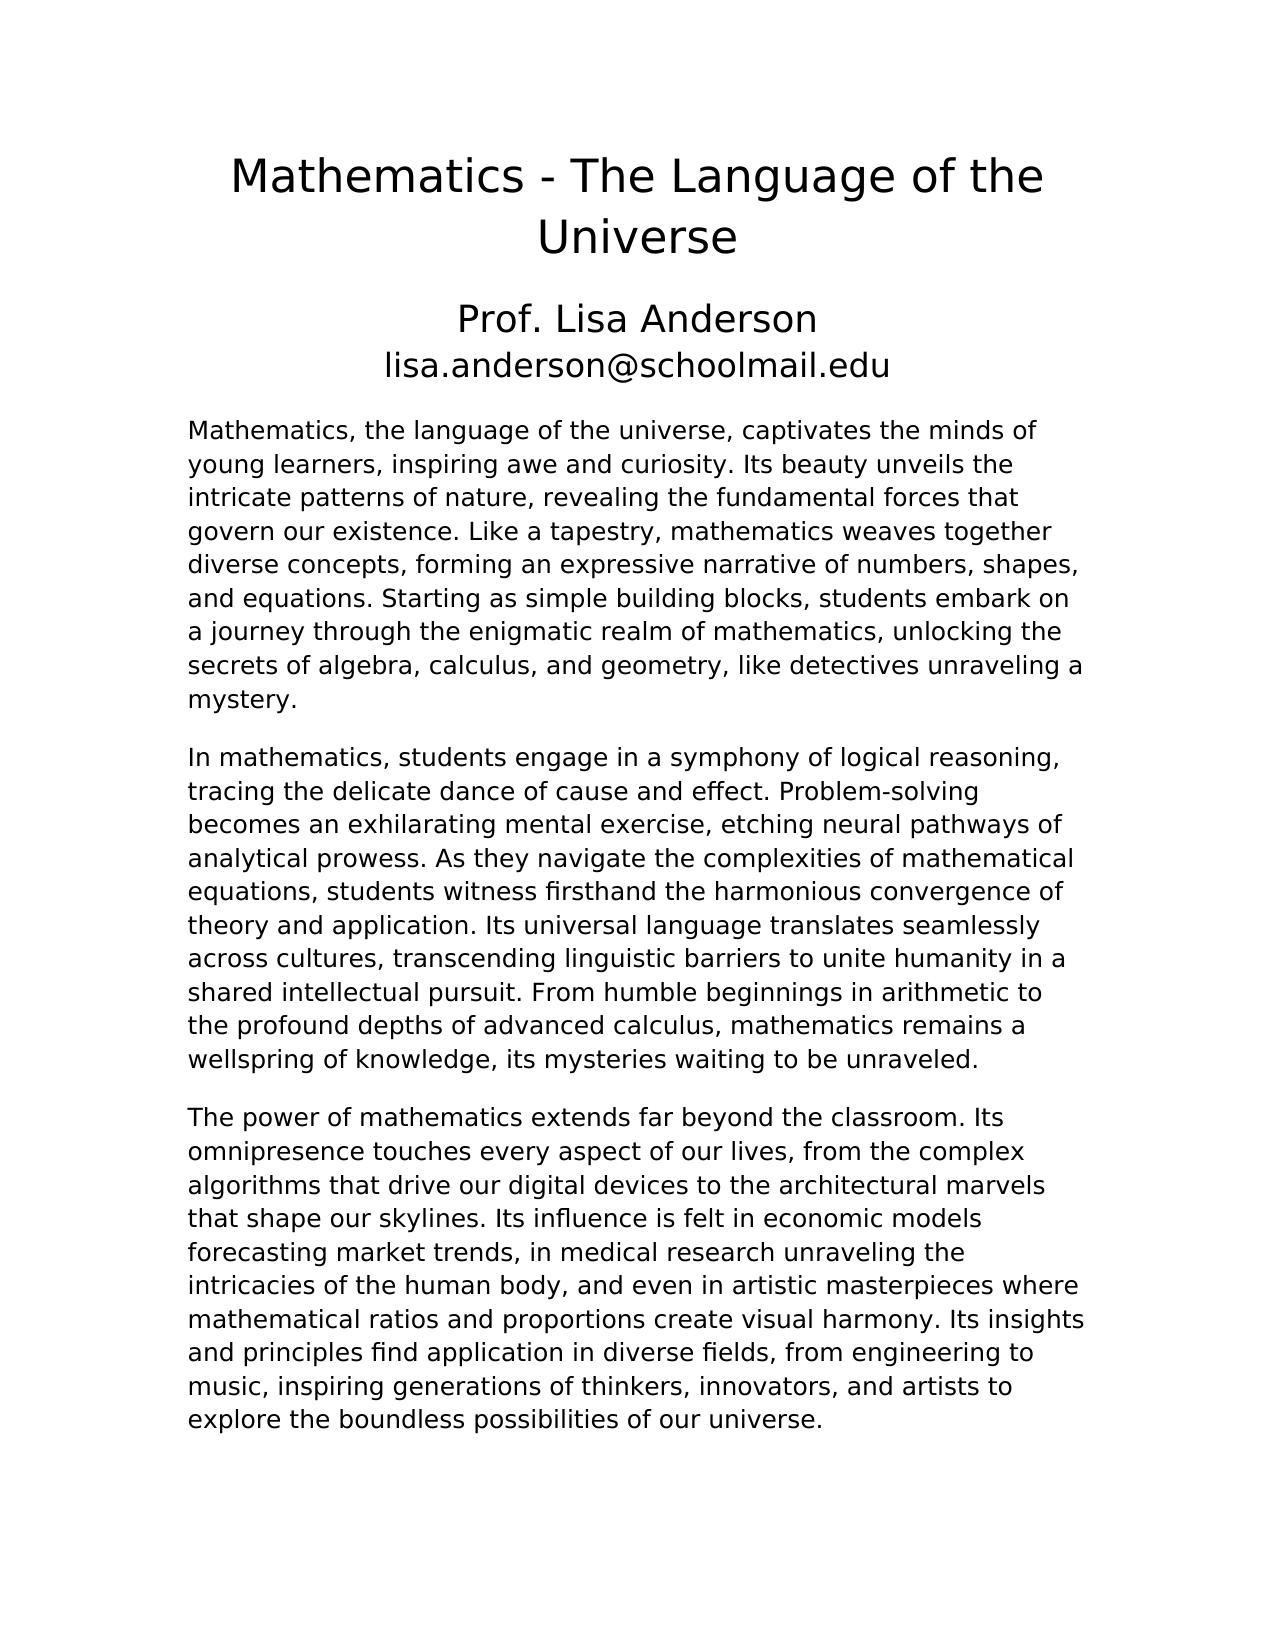 Mathematics - The Language of the
Universe
Prof. Lisa Anderson
lisa.anderson@schoolmail.edu
Mathematics, the language of the universe, captivates the minds of
young learners, inspiring awe and curiosity. Its beauty unveils the
intricate patterns of nature, revealing the fundamental forces that
govern our existence. Like a tapestry, mathematics weaves together
diverse concepts, forming an expressive narrative of numbers, shapes,
and equations. Starting as simple building blocks, students embark on
a journey through the enigmatic realm of mathematics, unlocking the
secrets of algebra, calculus, and geometry, like detectives unraveling a
mystery.
In mathematics, students engage in a symphony of logical reasoning,
tracing the delicate dance of cause and effect. Problem-solving
becomes an exhilarating mental exercise, etching neural pathways of
analytical prowess. As they navigate the complexities of mathematical
equations, students witness firsthand the harmonious convergence of
theory and application. Its universal language translates seamlessly
across cultures, transcending linguistic barriers to unite humanity in a
shared intellectual pursuit. From humble beginnings in arithmetic to
the profound depths of advanced calculus, mathematics remains a
wellspring of knowledge, its mysteries waiting to be unraveled.
The power of mathematics extends far beyond the classroom. Its
omnipresence touches every aspect of our lives, from the complex
algorithms that drive our digital devices to the architectural marvels
that shape our skylines. Its influence is felt in economic models
forecasting market trends, in medical research unraveling the
intricacies of the human body, and even in artistic masterpieces where
mathematical ratios and proportions create visual harmony. Its insights
and principles find application in diverse fields, from engineering to
music, inspiring generations of thinkers, innovators, and artists to
explore the boundless possibilities of our universe.